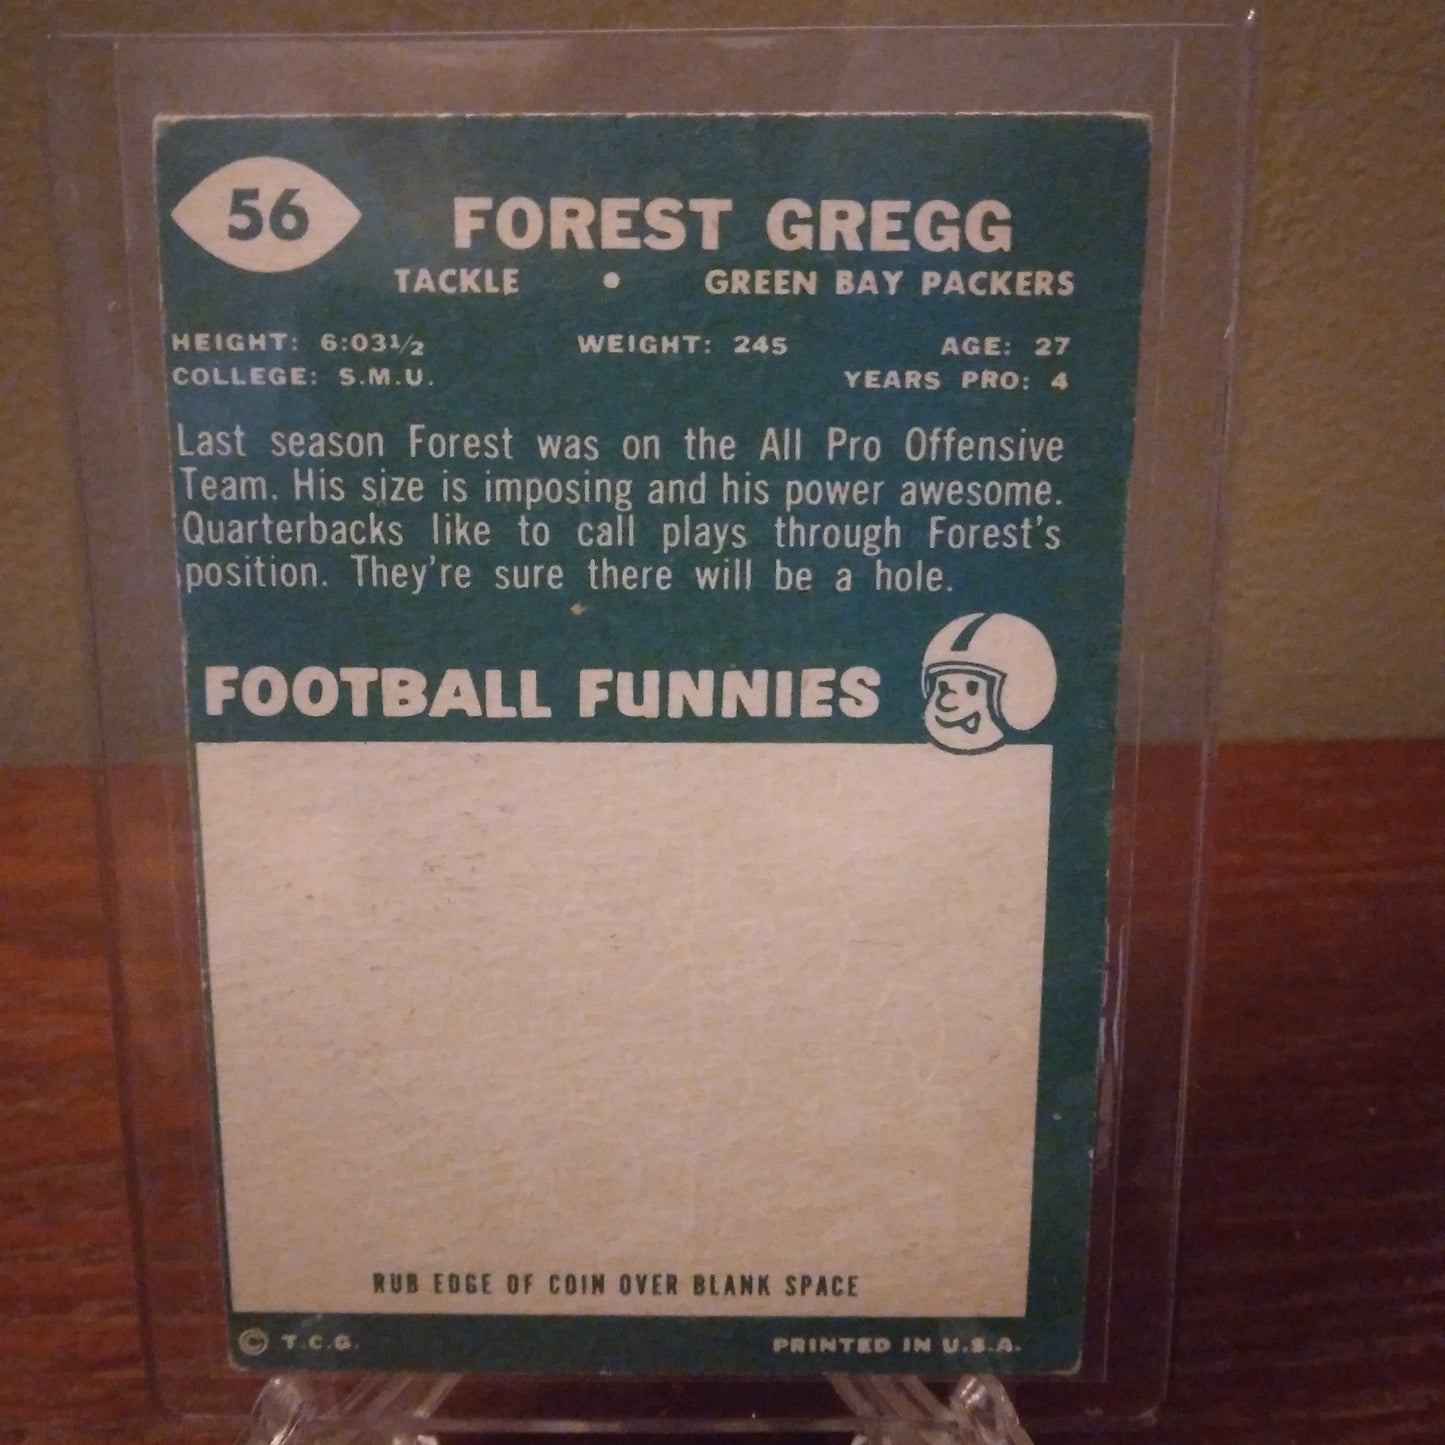 56
FOREST GREGG
TACKLE • GREEN BAY PACKERS
HEIGHT: 6:03½ WEIGHT: 245 AGE: 27
COLLEGE: S.M.U. YEARS PRO: 4
Last season Forest was on the All Pro Offensive
Team. His size is imposing and his power awesome.
Quarterbacks like to call plays through Forest's
position. They're sure there will be a hole.
FOOTBALL FUNNIES
RUB EDGE OF COIN OVER BLANK SPACE
© T.C.G. PRINTED IN U.S.A.